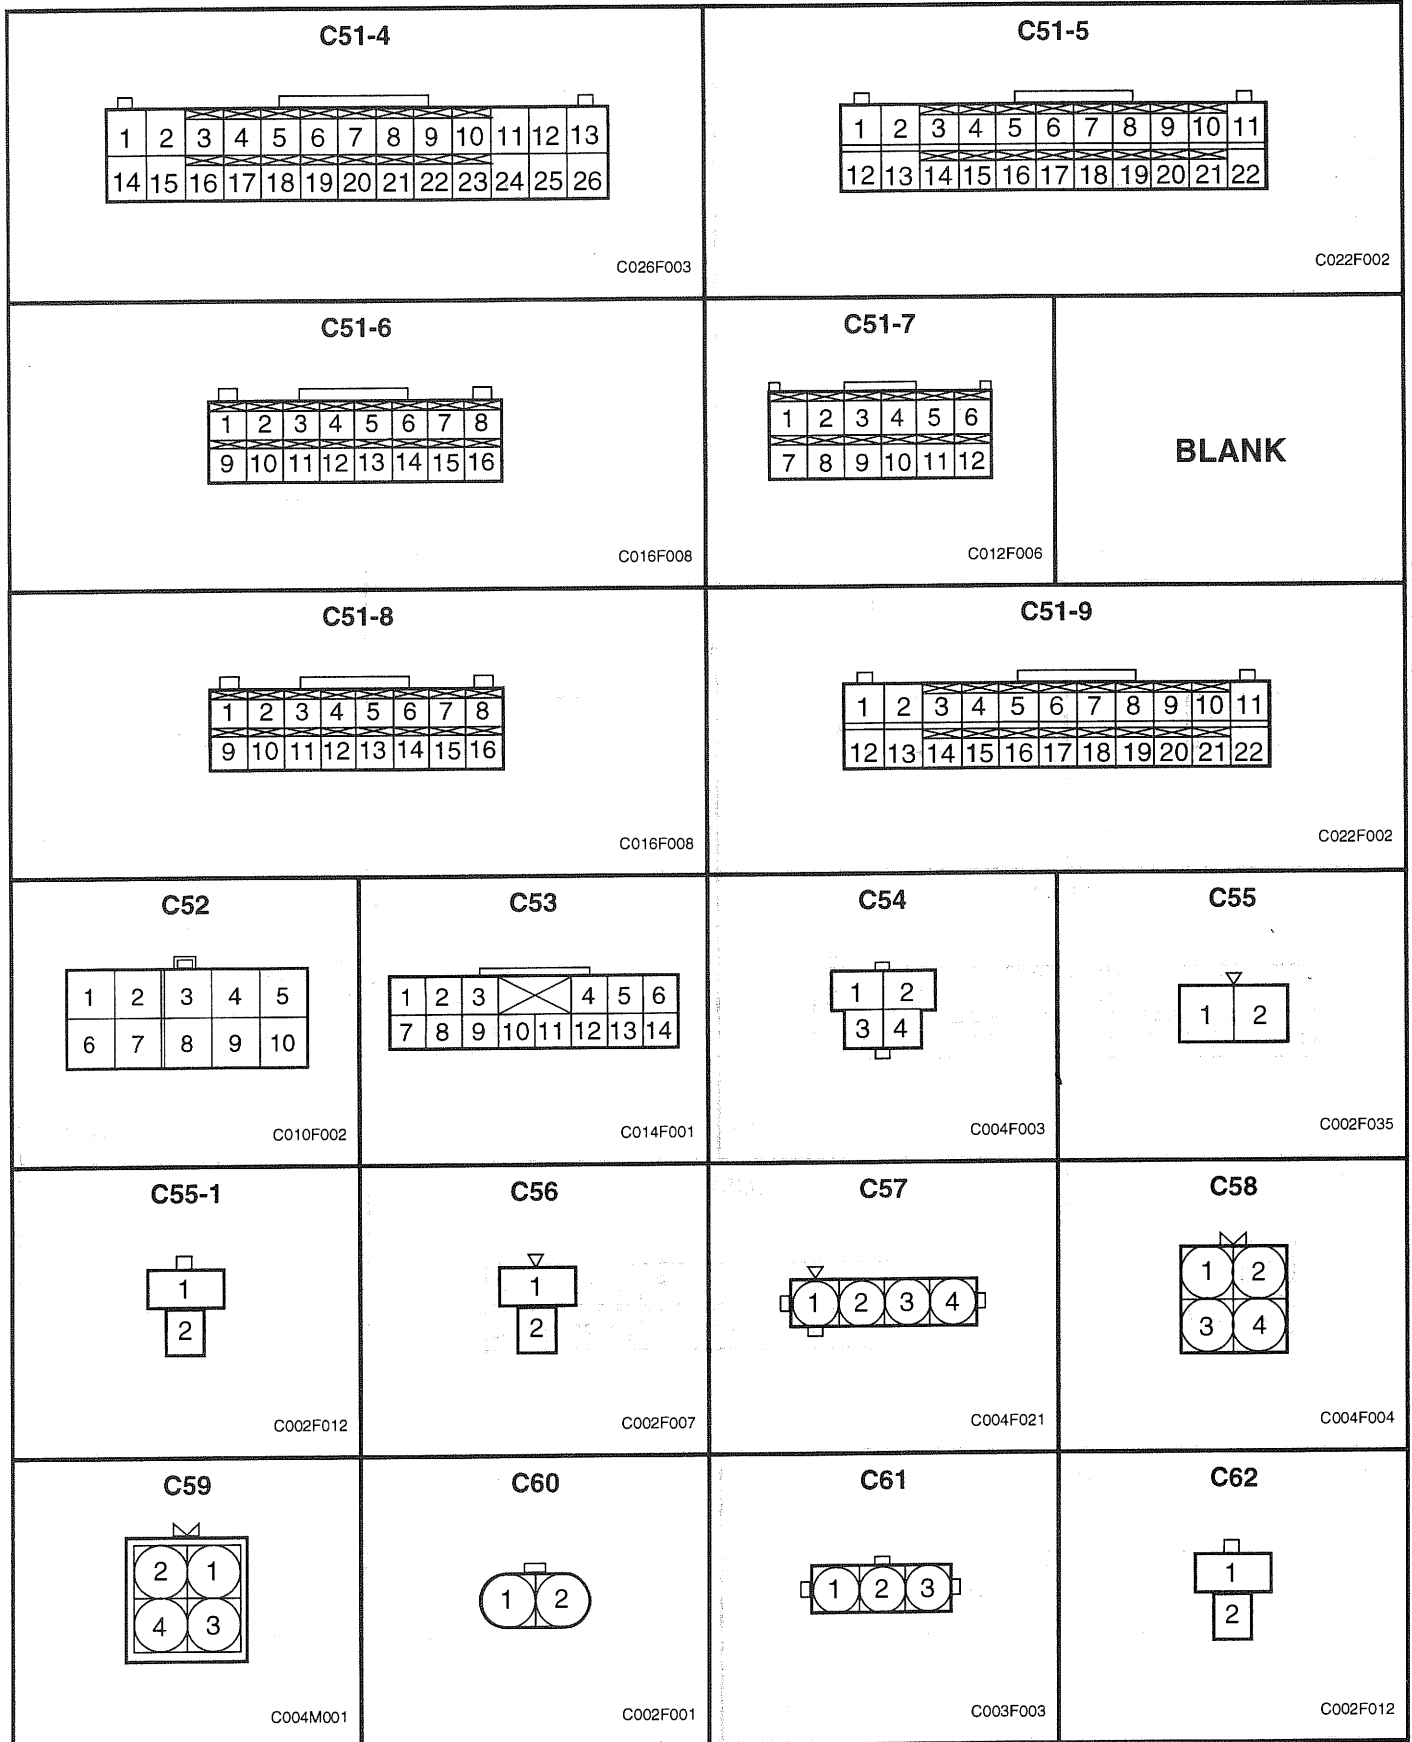 C51-4
1 2 3 4 5 6 7 8 9 10 11 12 13
14 15 16 17 18 19 20 21 22 23 24 25 26
C026F003
C51-5
1 2 3 4 5 6 7 8 9 10 11
12 13 14 15 16 17 18 19 20 21 22
C022F002
C51-6
1 2 3 4 5 6 7 8
9 10 11 12 13 14 15 16
C016F008
C51-7
1 2 3 4 5 6
7 8 9 10 11 12
C012F006
BLANK
C51-8
1 2 3 4 5 6 7 8
9 10 11 12 13 14 15 16
C016F008
C51-9
1 2 3 4 5 6 7 8 9 10 11
12 13 14 15 16 17 18 19 20 21 22
C022F002
C52
1 2 3 4 5
6 7 8 9 10
C010F002
C53
1 2 3 4 5 6
7 8 9 10 11 12 13 14
C014F001
C54
1 2
3 4
C004F003
C55
1 2
C002F035
C55-1
1
2
C002F012
C56
1
2
C002F007
C57
1 2 3 4
C004F021
C58
1 2
3 4
C004F004
C59
2 1
4 3
C004M001
C60
1 2
C002F001
C61
1 2 3
C003F003
C62
1
2
C002F012